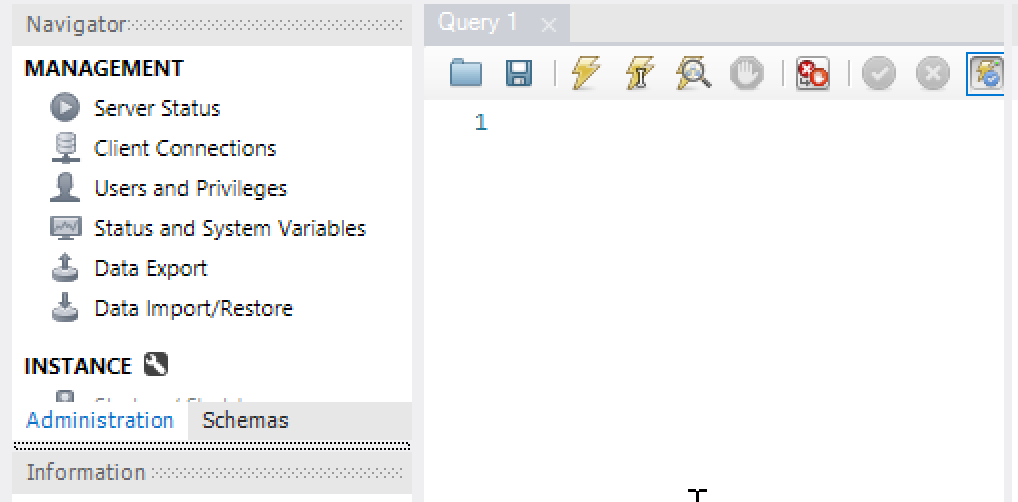 Navigator
MANAGEMENT
Server Status
Client Connections
Users and Privileges
Status and System Variables
Data Export
Data Import/Restore
INSTANCE
Administration
Schemas
Information
Query 1
1